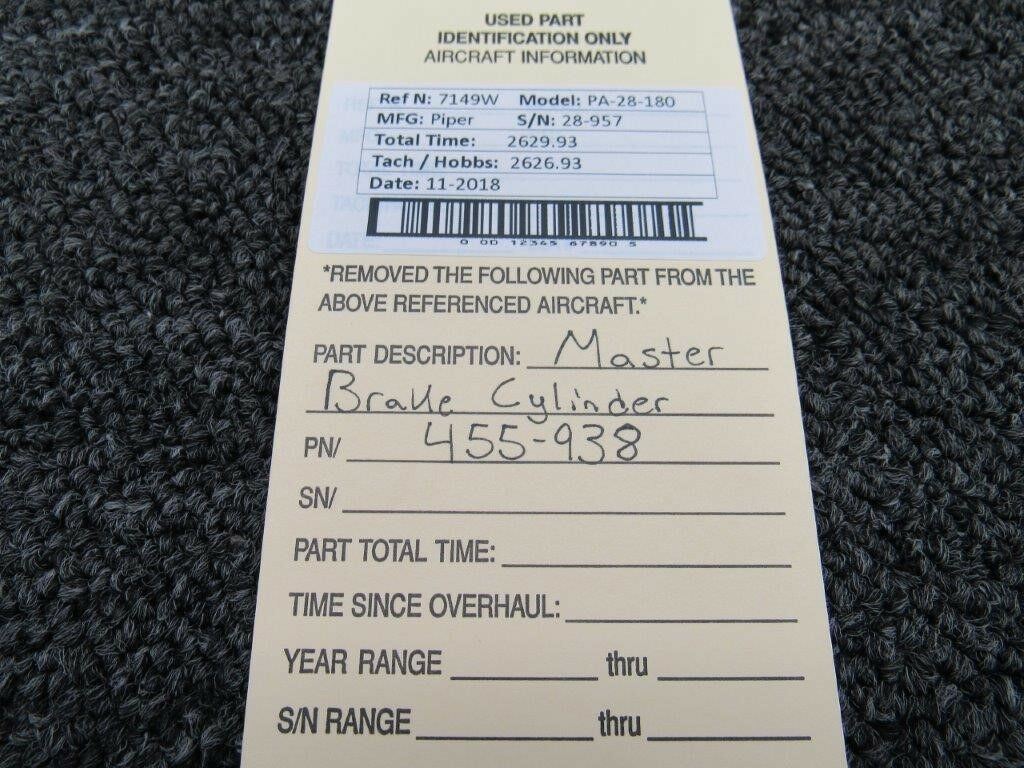 USED PART
IDENTIFICATION ONLY
AIRCRAFT INFORMATION
Ref N: 7149W Model: PA-28-180
MFG: Piper S/N: 28-957
Total Time: 2629.93
Tach / Hobbs: 2626.93
Date: 11-2018
0 00 12345 67890 5
DATE:
*REMOVED THE FOLLOWING PART FROM THE
ABOVE REFERENCED AIRCRAFT.*
PART DESCRIPTION: Master
Brake Cylinder
PN/ 455-938
SN/
PART TOTAL TIME:
TIME SINCE OVERHAUL:
YEAR RANGE thru
S/N RANGE thru